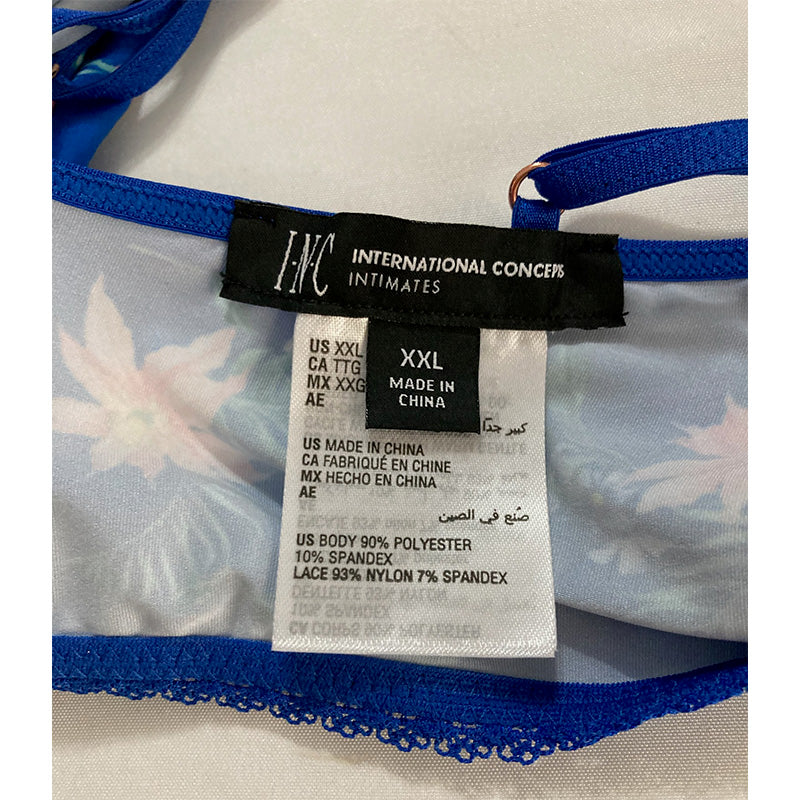 I·N·C INTERNATIONAL CONCEPTS
INTIMATES
XXL
MADE IN
CHINA
US XXL
CA TTG
MX XXG
AE
كبير جدًا
US MADE IN CHINA
CA FABRIQUÉ EN CHINE
MX HECHO EN CHINA
AE
صُنع في الصين
US BODY 90% POLYESTER
10% SPANDEX
LACE 93% NYLON 7% SPANDEX